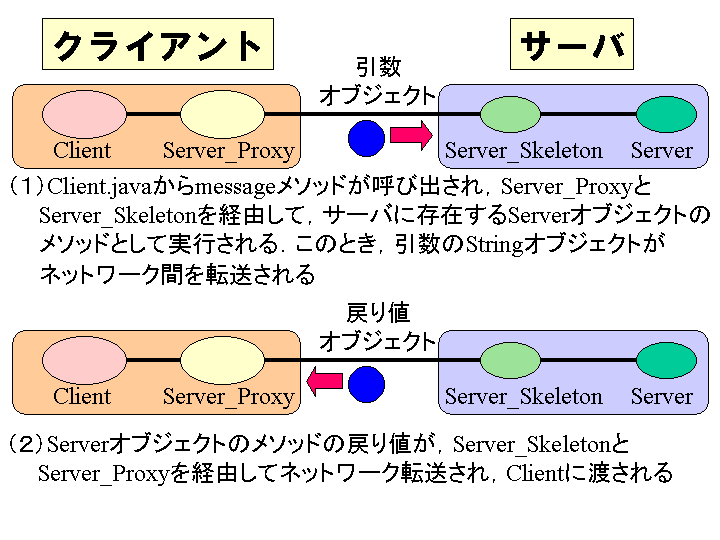 クライアント
サーバ
引数
オブジェクト
Client
Server_Proxy
Server_Skeleton
Server
（１）Client.javaからmessageメソッドが呼び出され，Server_Proxyと
Server_Skeletonを経由して，サーバに存在するServerオブジェクトの
メソッドとして実行される．このとき，引数のStringオブジェクトが
ネットワーク間を転送される
戻り値
オブジェクト
Client
Server_Proxy
Server_Skeleton
Server
（２）Serverオブジェクトのメソッドの戻り値が，Server_Skeletonと
Server_Proxyを経由してネットワーク転送され，Clientに渡される